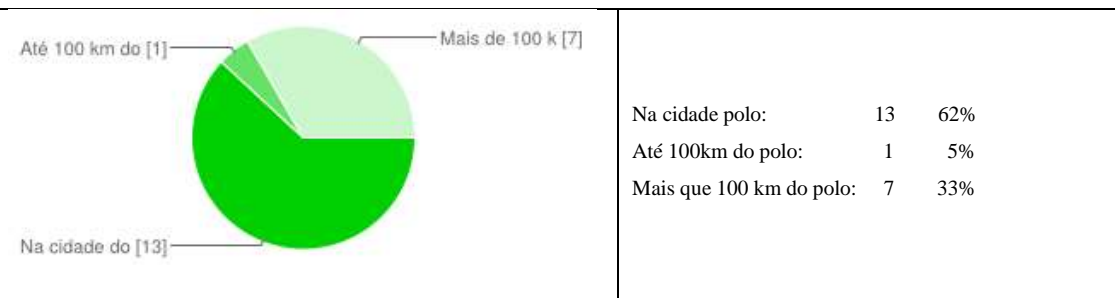 Até 100 km do [1]
Mais de 100 k [7]
Na cidade do [13]
Na cidade polo: 13 62%
Até 100km do polo: 1 5%
Mais que 100 km do polo: 7 33%